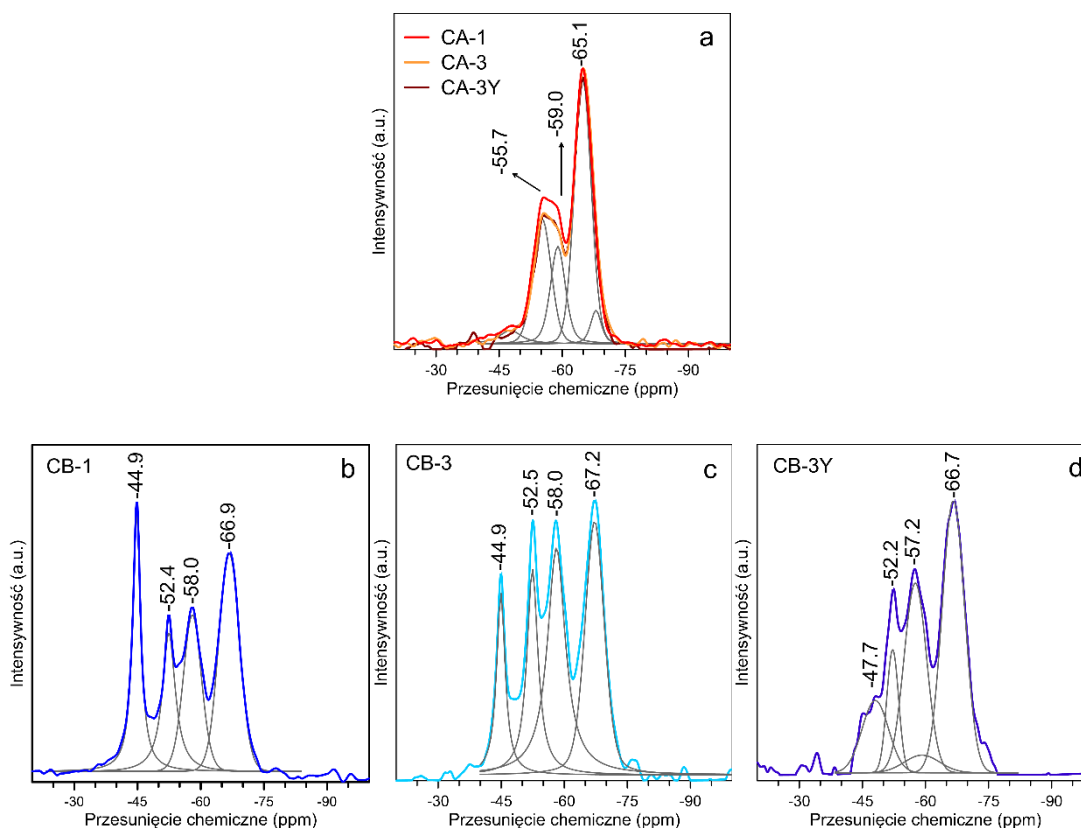 a
CA-1
CA-3
CA-3Y
-55.7
-59.0
-65.1
Intensywność (a.u.)
-30 -45 -60 -75 -90
Przesunięcie chemiczne (ppm)
CB-1
b
-44.9
-52.4
-58.0
-66.9
Intensywność (a.u.)
-30 -45 -60 -75 -90
Przesunięcie chemiczne (ppm)
CB-3
c
-44.9
-52.5
-58.0
-67.2
Intensywność (a.u.)
-30 -45 -60 -75 -90
Przesunięcie chemiczne (ppm)
CB-3Y
d
-47.7
-52.2
-57.2
-66.7
Intensywność (a.u.)
-30 -45 -60 -75 -90
Przesunięcie chemiczne (ppm)